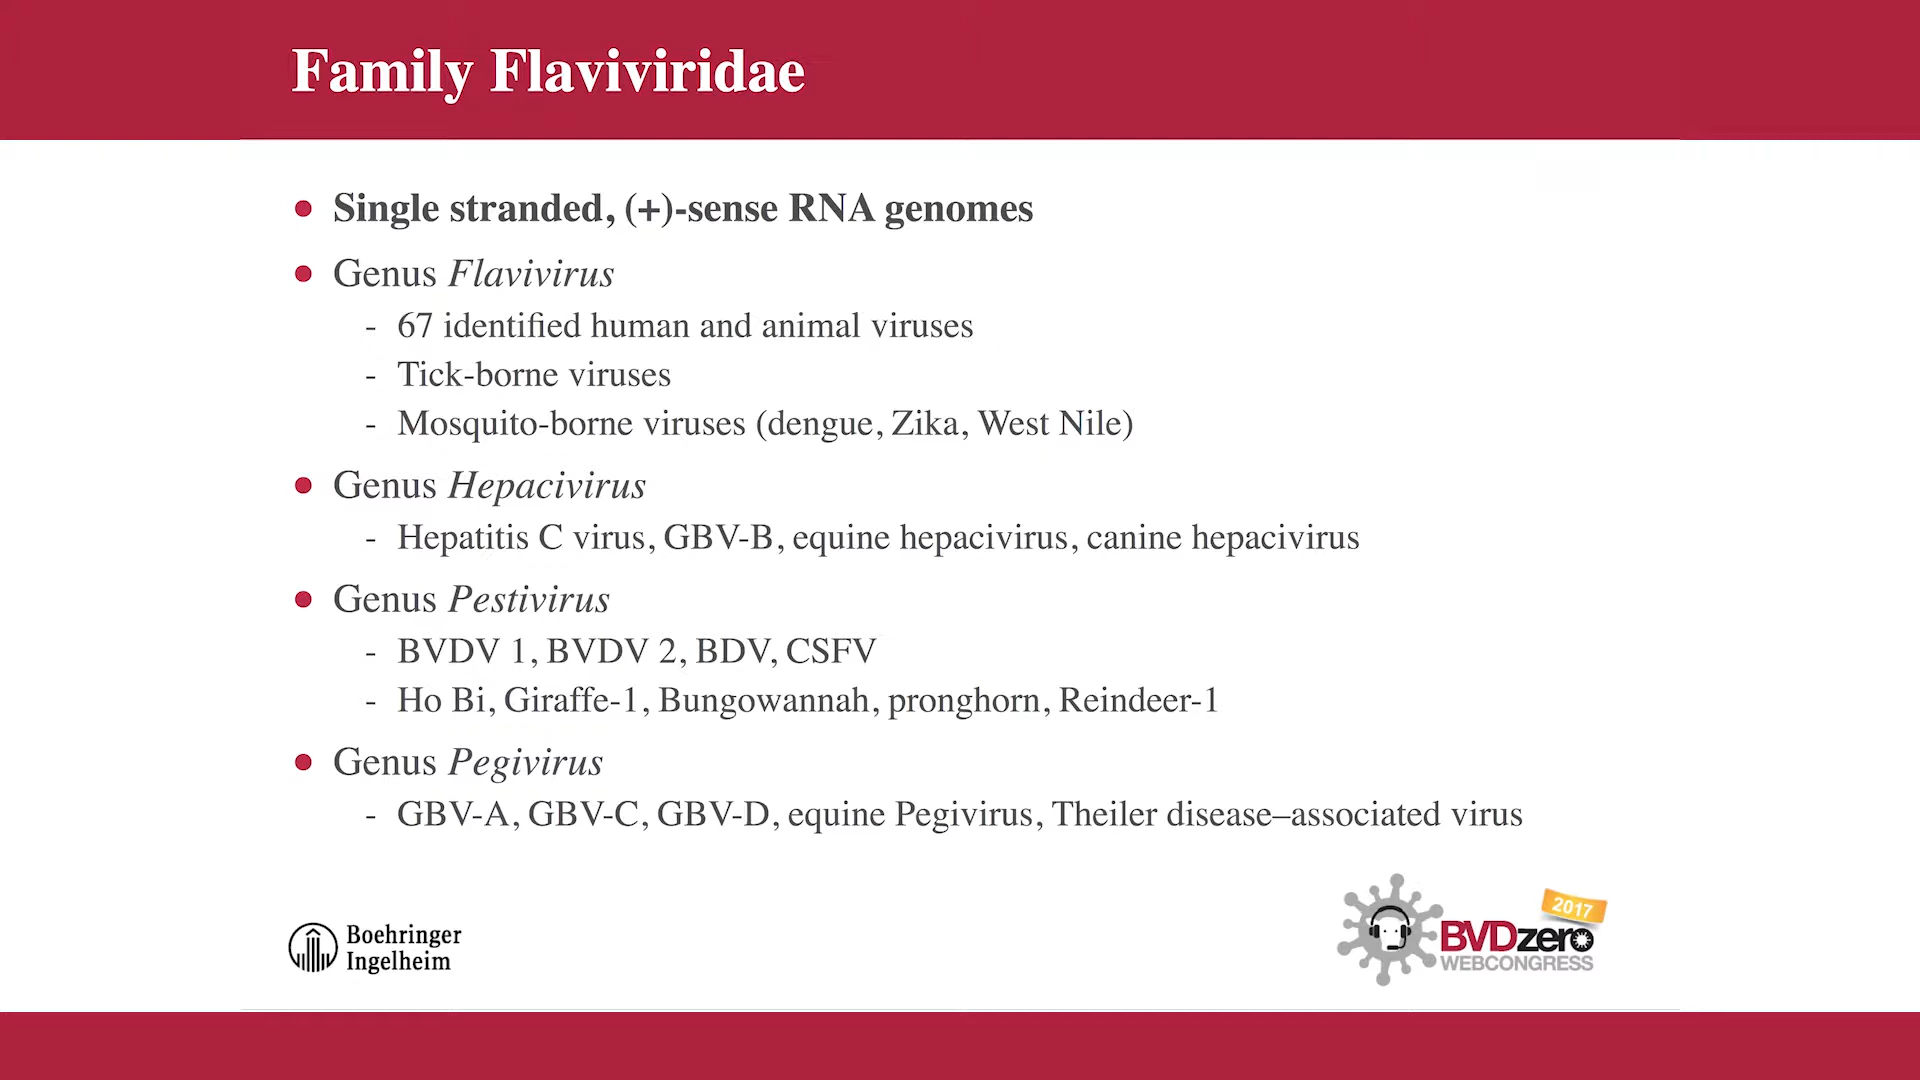 Family Flaviviridae
• Single stranded, (+)-sense RNA genomes
• Genus Flavivirus
- 67 identified human and animal viruses
- Tick-borne viruses
- Mosquito-borne viruses (dengue, Zika, West Nile)
• Genus Hepacivirus
- Hepatitis C virus, GBV-B, equine hepacivirus, canine hepacivirus
• Genus Pestivirus
- BVDV 1, BVDV 2, BDV, CSFV
- Ho Bi, Giraffe-1, Bungowannah, pronghorn, Reindeer-1
• Genus Pegivirus
- GBV-A, GBV-C, GBV-D, equine Pegivirus, Theiler disease–associated virus
Boehringer
Ingelheim
2017
BVDzero
WEBCONGRESS